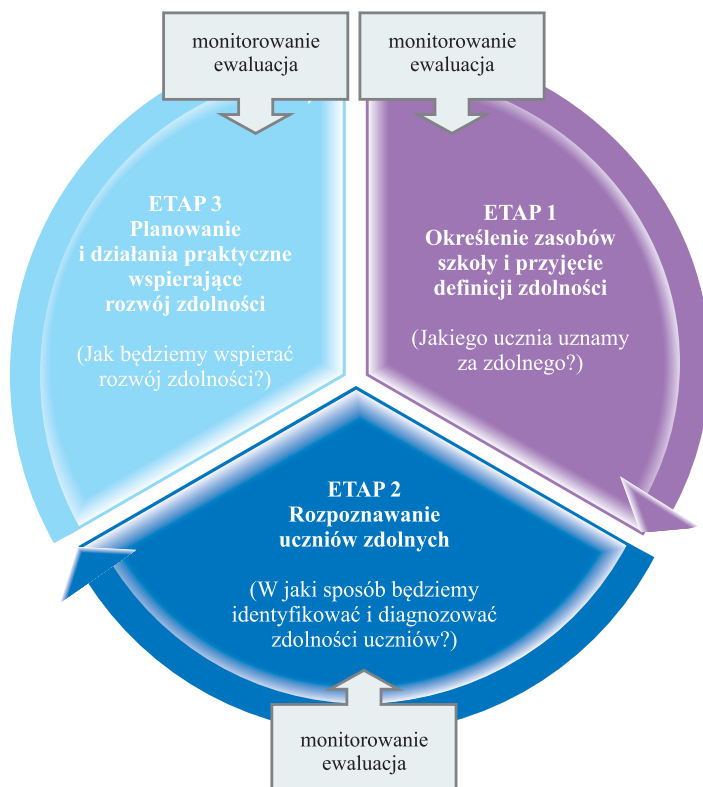 monitorowanie
ewaluacja
monitorowanie
ewaluacja
ETAP 3
Planowanie
i działania praktyczne
wspierające
rozwój zdolności
(Jak będziemy wspierać
rozwój zdolności?)
ETAP 1
Określenie zasobów
szkoły i przyjęcie
definicji zdolności
(Jakiego ucznia uznamy
za zdolnego?)
ETAP 2
Rozpoznawanie
uczniów zdolnych
(W jaki sposób będziemy
identyfikować i diagnozować
zdolności uczniów?)
monitorowanie
ewaluacja